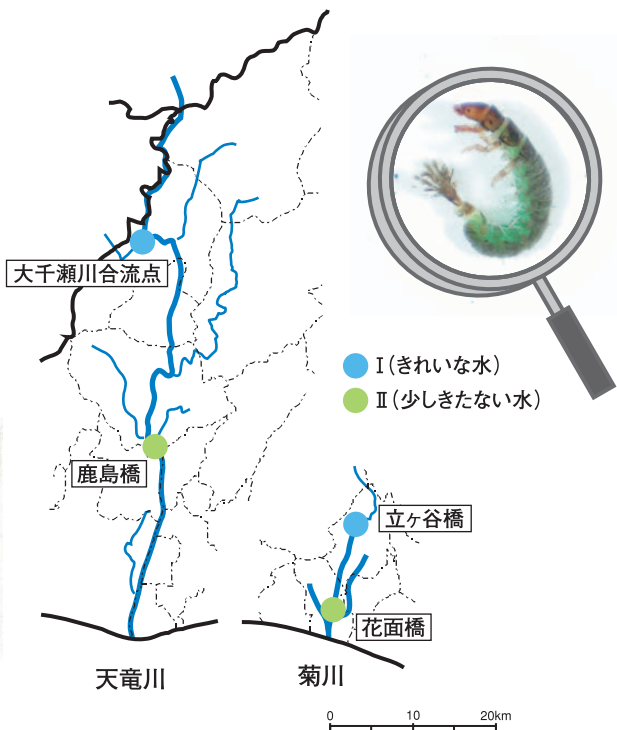 大千瀬川合流点
Ⅰ（きれいな水）
Ⅱ（少しきたない水）
鹿島橋
立ヶ谷橋
花面橋
天竜川
菊川
0 10 20km